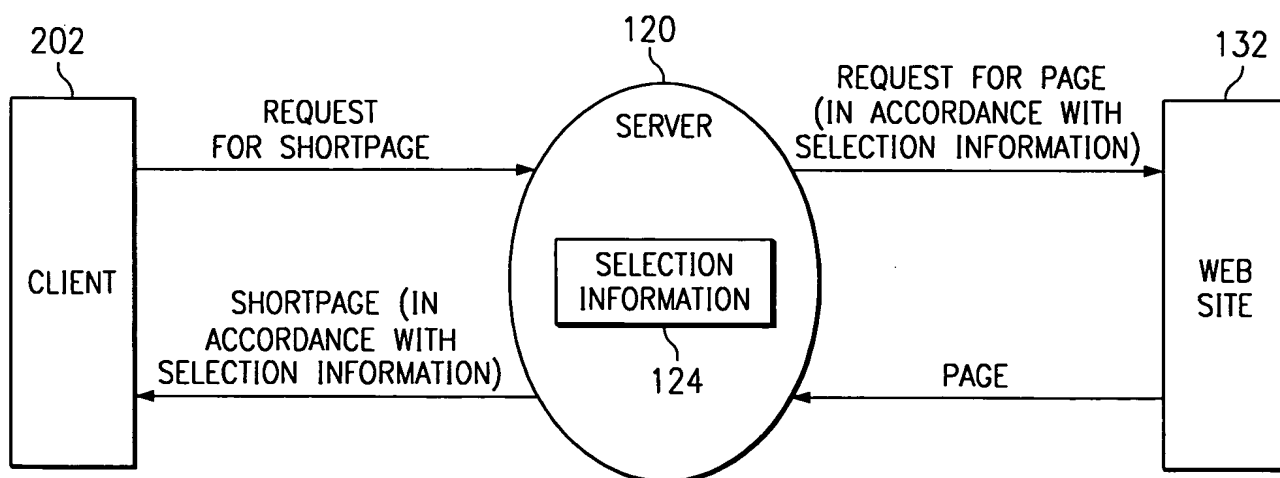 202
120
132
REQUEST
FOR SHORTPAGE
SERVER
REQUEST FOR PAGE
(IN ACCORDANCE WITH
SELECTION INFORMATION)
CLIENT
SELECTION
INFORMATION
WEB
SITE
SHORTPAGE (IN
ACCORDANCE WITH
SELECTION INFORMATION)
124
PAGE